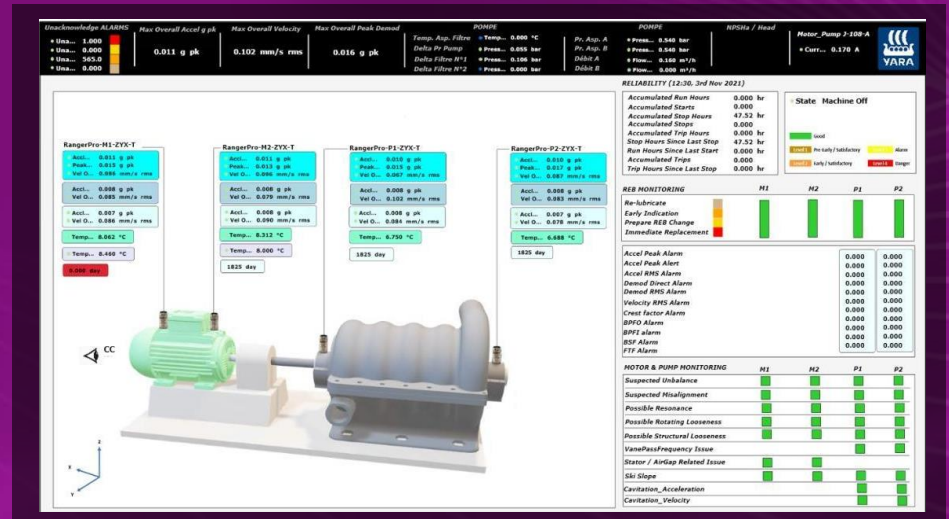 Unacknowledge ALARMS
Una... 1.000
Una... 0.000
Una... 565.0
Una... 0.000
Max Overall Accel g pk
0.011 g pk
Max Overall Velocity
0.102 mm/s rms
Max Overall Peak Demod
0.016 g pk
POMPE
Temp. Asp. Filtre Temp... 0.000 °C
Delta Pr Pump Press... 0.055 bar
Delta Filtre N°1 Press... 0.106 bar
Delta Filtre N°2 Press... 0.000 bar
POMPE
Pr. Asp. A Press... 0.540 bar
Pr. Asp. B Press... 0.540 bar
Débit A Flow... 0.160 m³/h
Débit B Flow... 0.000 m³/h
NPSHa / Head
Motor_Pump J-108-A
Curr... 0.170 A
YARA
RangerPro-M1-ZYX-T
Accl... 0.011 g pk
Peak... 0.013 g pk
Vel O... 0.086 mm/s rms
Acc... 0.008 g pk
Vel O... 0.085 mm/s rms
Accl... 0.007 g pk
Vel O... 0.086 mm/s rms
Temp... 8.062 °C
Temp... 8.460 °C
day
RangerPro-M2-ZYX-T
Accl... 0.011 g pk
Peak... 0.013 g pk
Vel O... 0.096 mm/s rms
Acc... 0.008 g pk
Vel O... 0.079 mm/s rms
Accl... 0.008 g pk
Vel O... 0.090 mm/s rms
Temp... 8.312 °C
Temp... 8.000 °C
1825 day
RangerPro-P1-ZYX-T
Accl... 0.010 g pk
Peak... 0.015 g pk
Vel O... 0.067 mm/s rms
Acc... 0.008 g pk
Vel O... 0.102 mm/s rms
Accl... 0.008 g pk
Vel O... 0.084 mm/s rms
Temp... 6.750 °C
1825 day
RangerPro-P2-ZYX-T
Accl... 0.010 g pk
Peak... 0.017 g pk
Vel O... 0.087 mm/s rms
Acc... 0.008 g pk
Vel O... 0.083 mm/s rms
Accl... 0.007 g pk
Vel O... 0.078 mm/s rms
Temp... 6.688 °C
1825 day
CC
Z
X
Y
RELIABILITY (12:30, 3rd Nov 2021)
Accumulated Run Hours 0.000 hr
Accumulated Starts 0.000
Accumulated Stop Hours 47.52 hr
Accumulated Stops 0.000
Accumulated Trip Hours 0.000 hr
Stop Hours Since Last Stop 47.52 hr
Run Hours Since Last Start 0.000 hr
Accumulated Trips 0.000
Trip Hours Since Last Stop 0.000 hr
State Machine Off
Good
Level 1 Pre Early / Satisfactory Alarm
Level 2 Early / Satisfactory Level 4 Danger
REB MONITORING M1 M2 P1 P2
Re-lubricate
Early Indication
Prepare REB Change
Immediate Replacement
Accel Peak Alarm 0.000 0.000
Accel Peak Alert 0.000 0.000
Accel RMS Alarm 0.000 0.000
Demod Direct Alarm 0.000 0.000
Demod RMS Alarm 0.000 0.000
Velocity RMS Alarm 0.000 0.000
Crest factor Alarm 0.000 0.000
BPFO Alarm 0.000 0.000
BPFI alarm 0.000 0.000
BSF Alarm 0.000 0.000
FTF Alarm
MOTOR & PUMP MONITORING M1 M2 P1 P2
Suspected Unbalance
Suspected Misalignment
Possible Resonance
Possible Rotating Looseness
Possible Structural Looseness
VanePassFrequency Issue
Stator / AirGap Related Issue
Ski Slope
Cavitation_Acceleration
Cavitation_Velocity